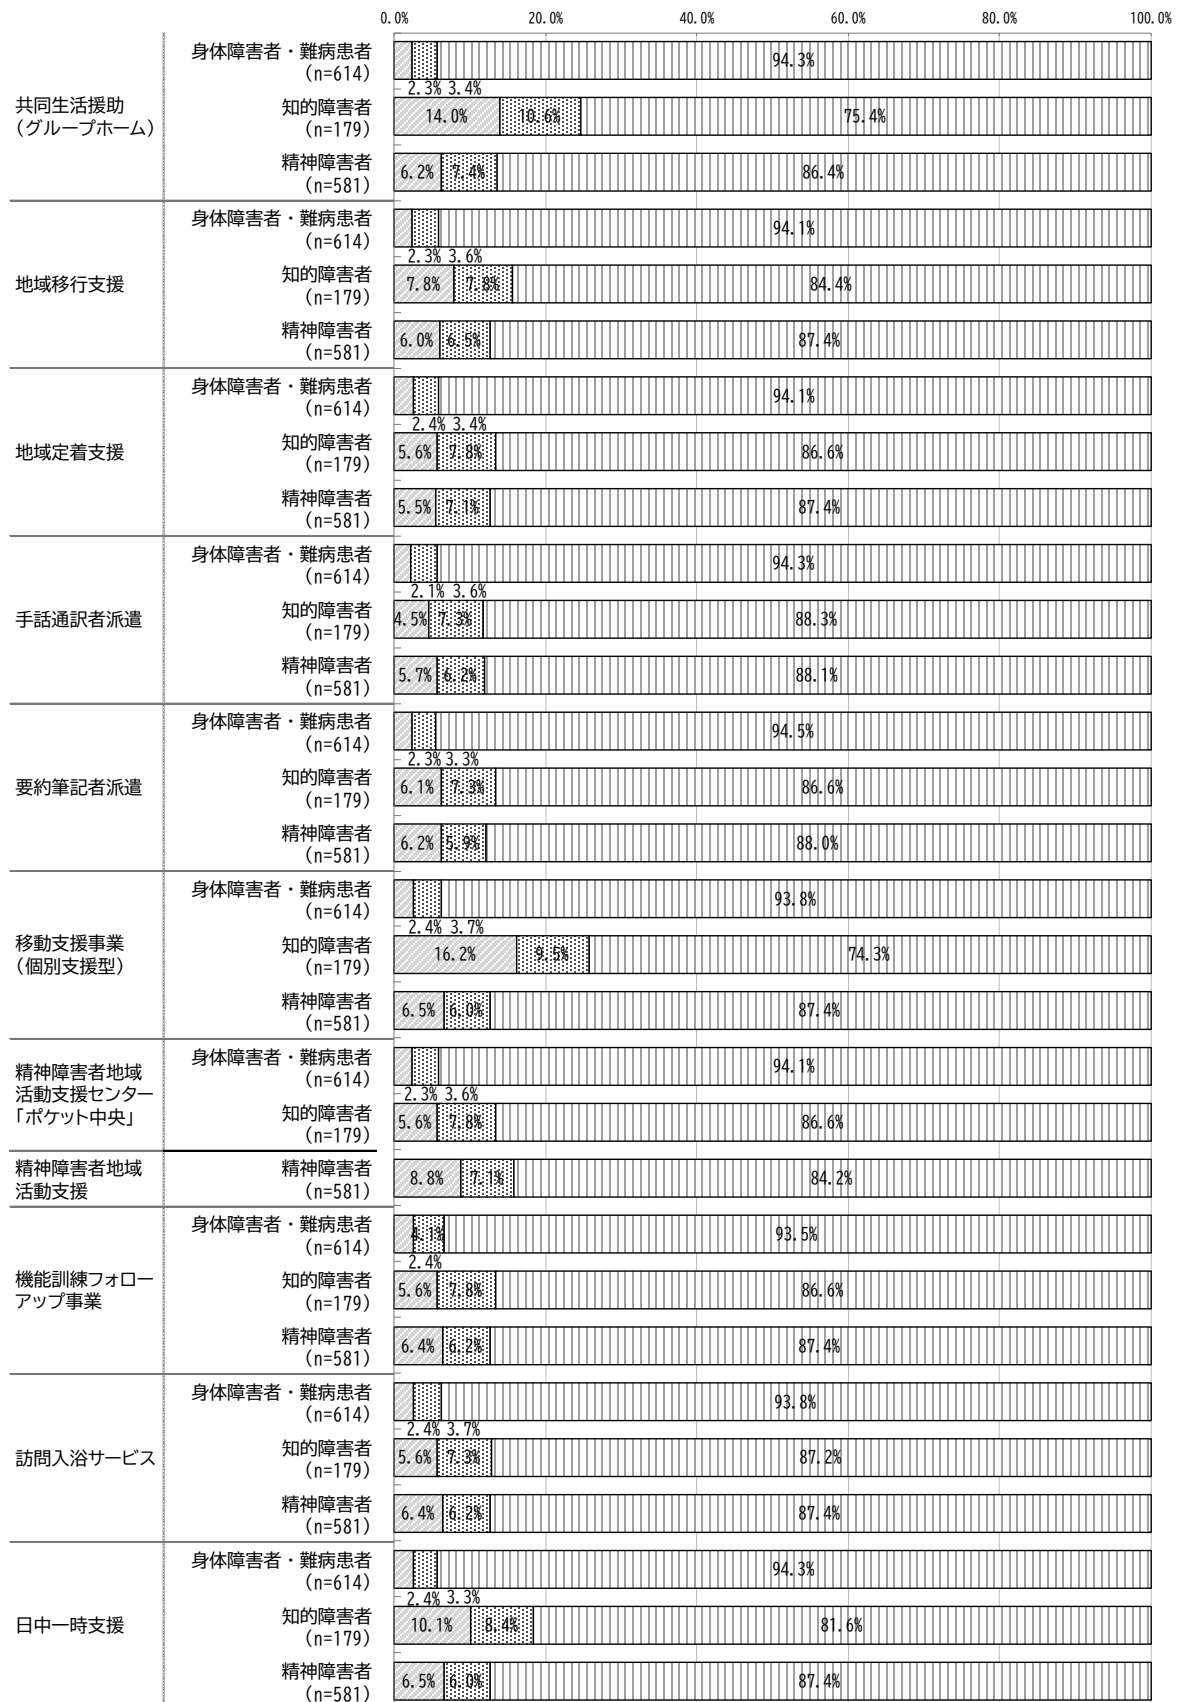 0.0% 20.0% 40.0% 60.0% 80.0% 100.0%
身体障害者・難病患者
(n=614)
94.3%
2.3% 3.4%
共同生活援助
(グループホーム)
知的障害者
(n=179)
14.0% 10.6% 75.4%
精神障害者
(n=581)
6.2% 7.4% 86.4%
身体障害者・難病患者
(n=614)
94.1%
2.3% 3.6%
地域移行支援
知的障害者
(n=179)
7.8% 7.8% 84.4%
精神障害者
(n=581)
6.0% 6.5% 87.4%
身体障害者・難病患者
(n=614)
94.1%
2.4% 3.4%
地域定着支援
知的障害者
(n=179)
5.6% 7.8% 86.6%
精神障害者
(n=581)
5.5% 7.1% 87.4%
身体障害者・難病患者
(n=614)
94.3%
2.1% 3.6%
手話通訳者派遣
知的障害者
(n=179)
4.5% 7.3% 88.3%
精神障害者
(n=581)
5.7% 6.2% 88.1%
身体障害者・難病患者
(n=614)
94.5%
2.3% 3.3%
要約筆記者派遣
知的障害者
(n=179)
6.1% 7.3% 86.6%
精神障害者
(n=581)
6.2% 5.9% 88.0%
身体障害者・難病患者
(n=614)
93.8%
2.4% 3.7%
移動支援事業
(個別支援型)
知的障害者
(n=179)
16.2% 9.5% 74.3%
精神障害者
(n=581)
6.5% 6.0% 87.4%
身体障害者・難病患者
(n=614)
94.1%
2.3% 3.6%
精神障害者地域
活動支援センター
「ポケット中央」
知的障害者
(n=179)
5.6% 7.8% 86.6%
精神障害者地域
活動支援
精神障害者
(n=581)
8.8% 7.1% 84.2%
身体障害者・難病患者
(n=614)
4.1% 93.5%
2.4%
機能訓練フォロー
アップ事業
知的障害者
(n=179)
5.6% 7.8% 86.6%
精神障害者
(n=581)
6.4% 6.2% 87.4%
身体障害者・難病患者
(n=614)
93.8%
2.4% 3.7%
訪問入浴サービス
知的障害者
(n=179)
5.6% 7.3% 87.2%
精神障害者
(n=581)
6.4% 6.2% 87.4%
身体障害者・難病患者
(n=614)
94.3%
2.4% 3.3%
日中一時支援
知的障害者
(n=179)
10.1% 8.4% 81.6%
精神障害者
(n=581)
6.5% 6.0% 87.4%